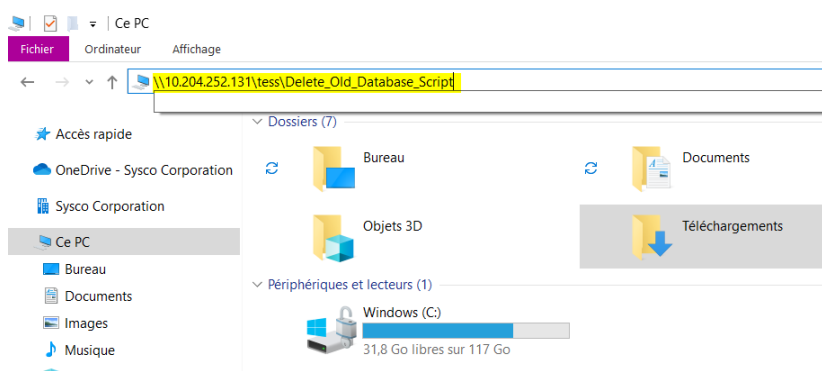 Ce PC
Fichier Ordinateur Affichage
\\10.204.252.131\tess\Delete_Old_Database_Script
Accès rapide
OneDrive - Sysco Corporation
Sysco Corporation
Ce PC
Bureau
Documents
Images
Musique
Dossiers (7)
Bureau
Documents
Objets 3D
Téléchargements
Périphériques et lecteurs (1)
Windows (C:)
31,8 Go libres sur 117 Go